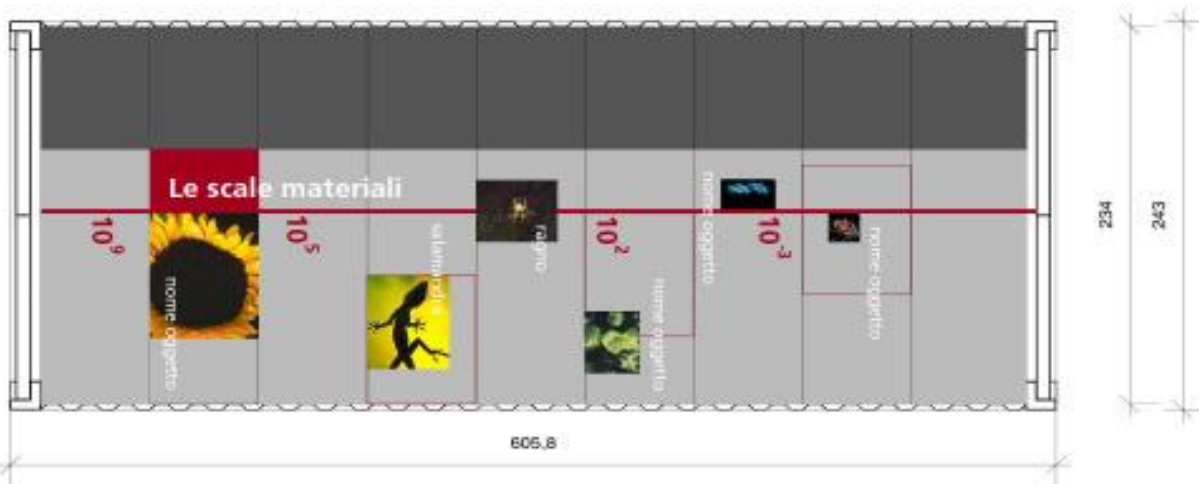 Le scale materiali
10⁹
10⁵
10²
10⁻³
nome oggetto
salamandra
ragno
nome oggetto
nome oggetto
nome oggetto
234
243
605,8